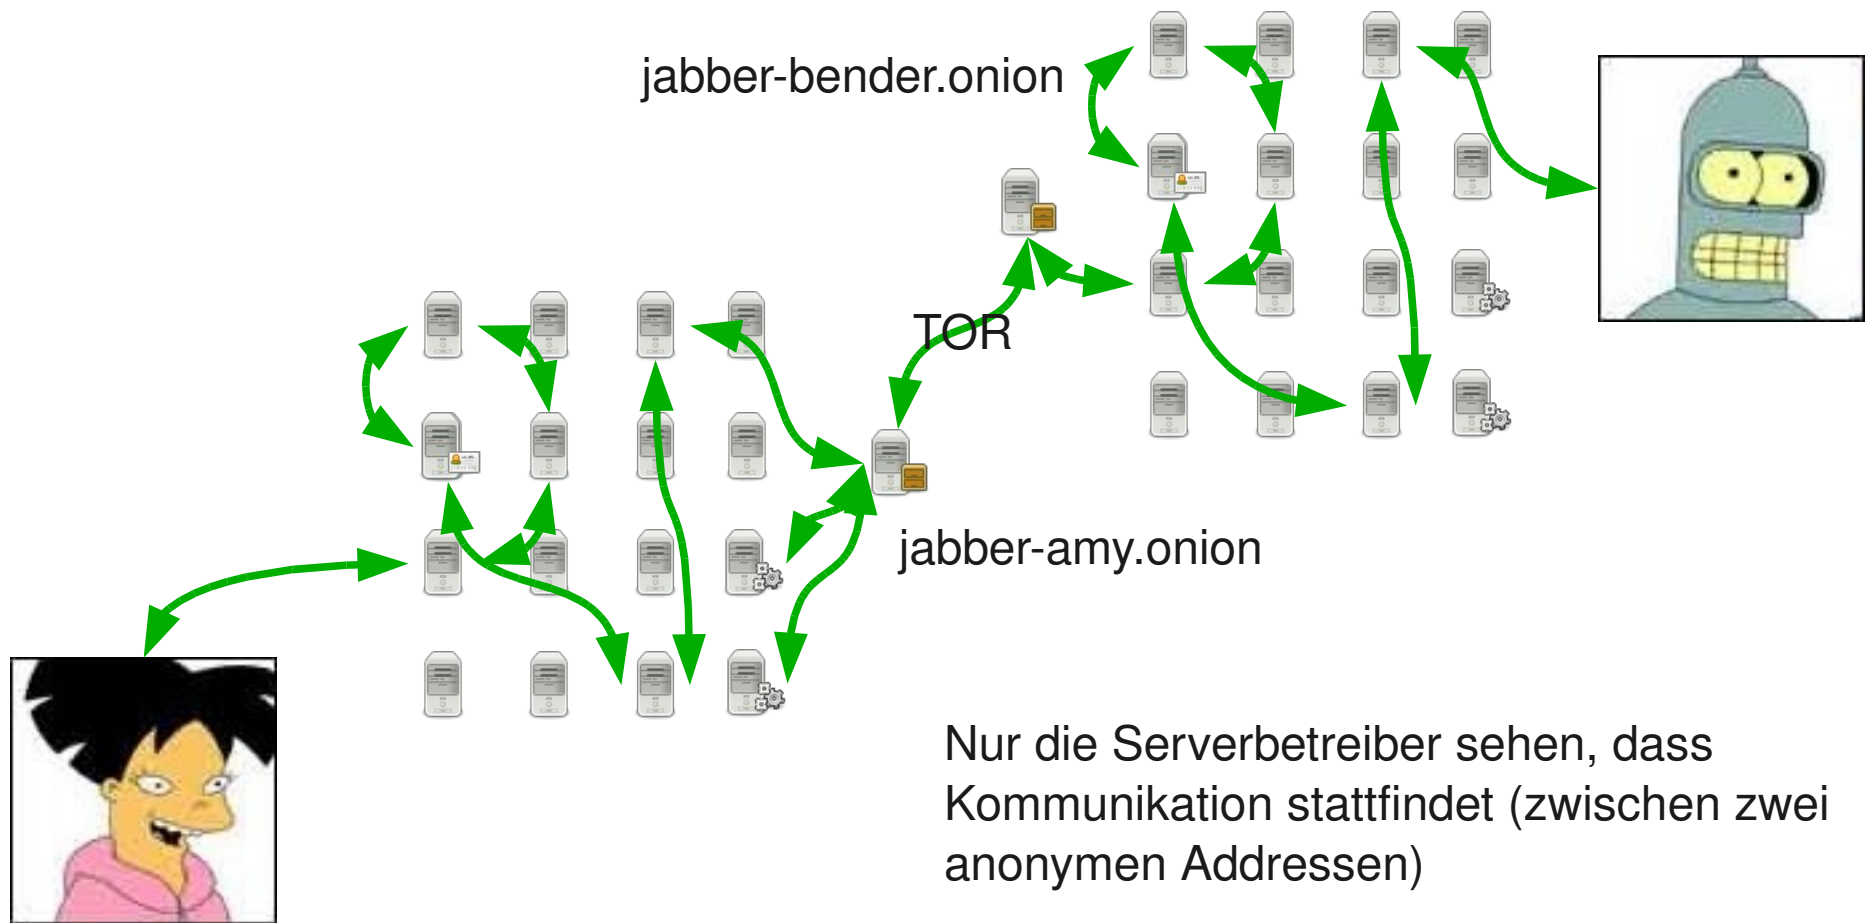 jabber-bender.onion
TOR
jabber-amy.onion
Nur die Serverbetreiber sehen, dass
Kommunikation stattfindet (zwischen zwei
anonymen Addressen)